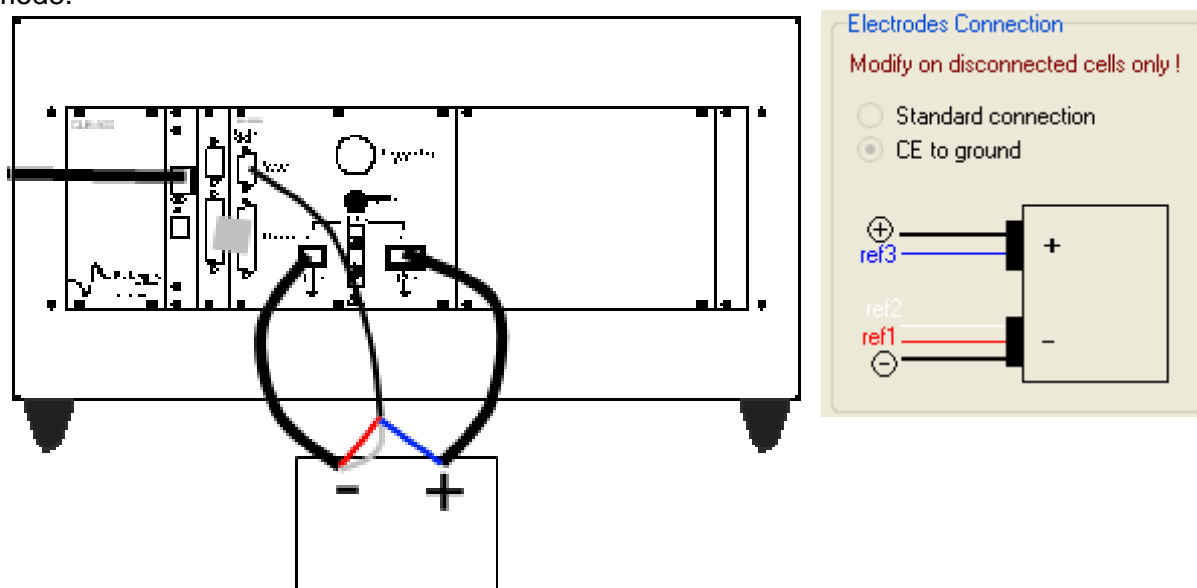 mode.
Electrodes Connection
Modify on disconnected cells only !
Standard connection
CE to ground
+
ref3
+
ref2
ref1
-
-
- +